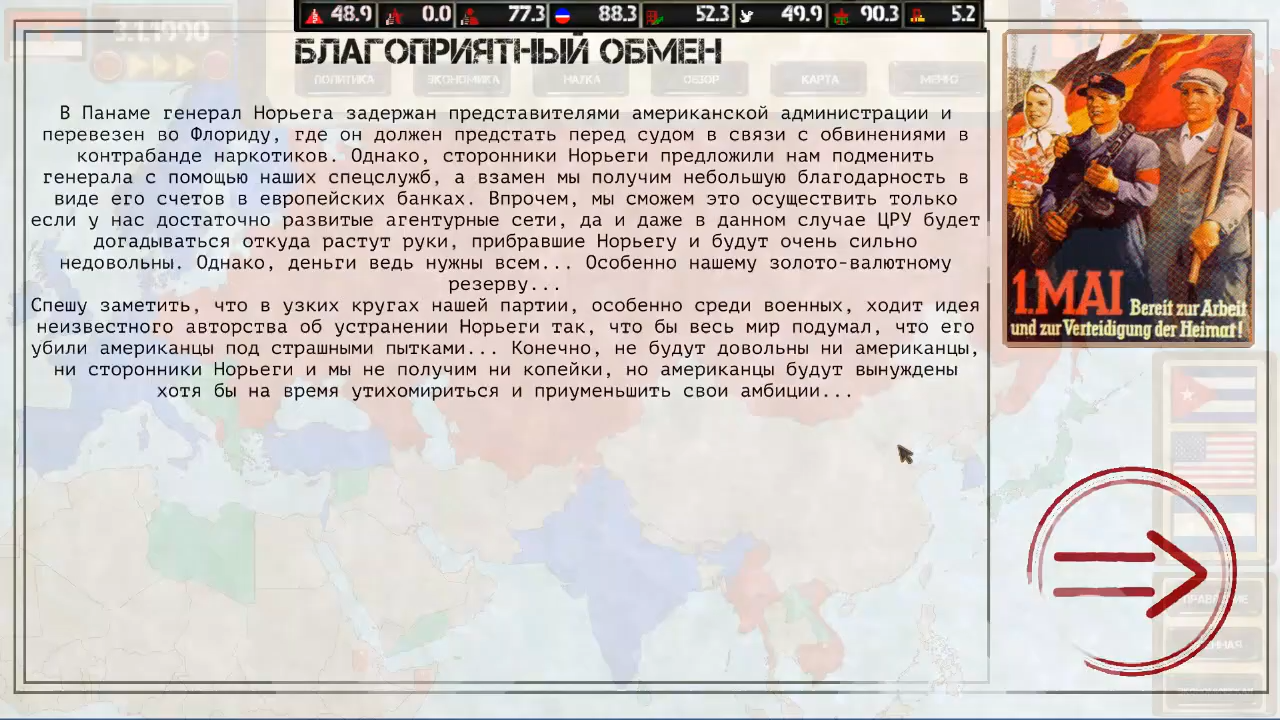 48.9 0.0 77.3 88.3 52.3 49.9 90.3 5.2
3.1.1990
БЛАГОПРИЯТНЫЙ ОБМЕН
ПОЛИТИКА ЭКОНОМИКА НАУКА ОБЗОР КАРТА МЕНЮ
В Панаме генерал Норьега задержан представителями американской администрации и
перевезен во Флориду, где он должен предстать перед судом в связи с обвинениями в
контрабанде наркотиков. Однако, сторонники Норьеги предложили нам подменить
генерала с помощью наших спецслужб, а взамен мы получим небольшую благодарность в
виде его счетов в европейских банках. Впрочем, мы сможем это осуществить только
если у нас достаточно развитые агентурные сети, да и даже в данном случае ЦРУ будет
догадываться откуда растут руки, прибравшие Норьегу и будут очень сильно
недовольны. Однако, деньги ведь нужны всем... Особенно нашему золото-валютному
резерву...
Спешу заметить, что в узких кругах нашей партии, особенно среди военных, ходит идея
неизвестного авторства об устранении Норьеги так, что бы весь мир подумал, что его
убили американцы под страшными пытками... Конечно, не будут довольны ни американцы,
ни сторонники Норьеги и мы не получим ни копейки, но американцы будут вынуждены
хотя бы на время утихомириться и приуменьшить свои амбиции...
1.MAI Bereit zur Arbeit
und zur Verteidigung der Heimat!